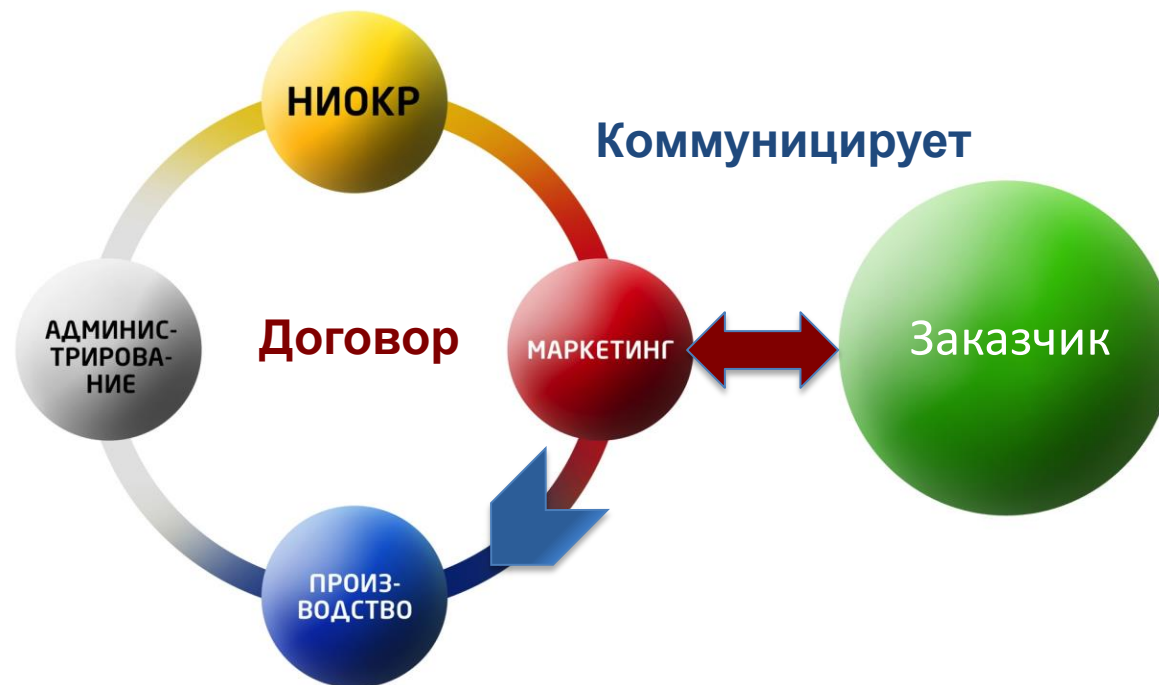 НИОКР
Коммуницирует
АДМИНИС-
ТРИРОВА-
НИЕ
Договор
МАРКЕТИНГ
Заказчик
ПРОИЗ-
ВОДСТВО